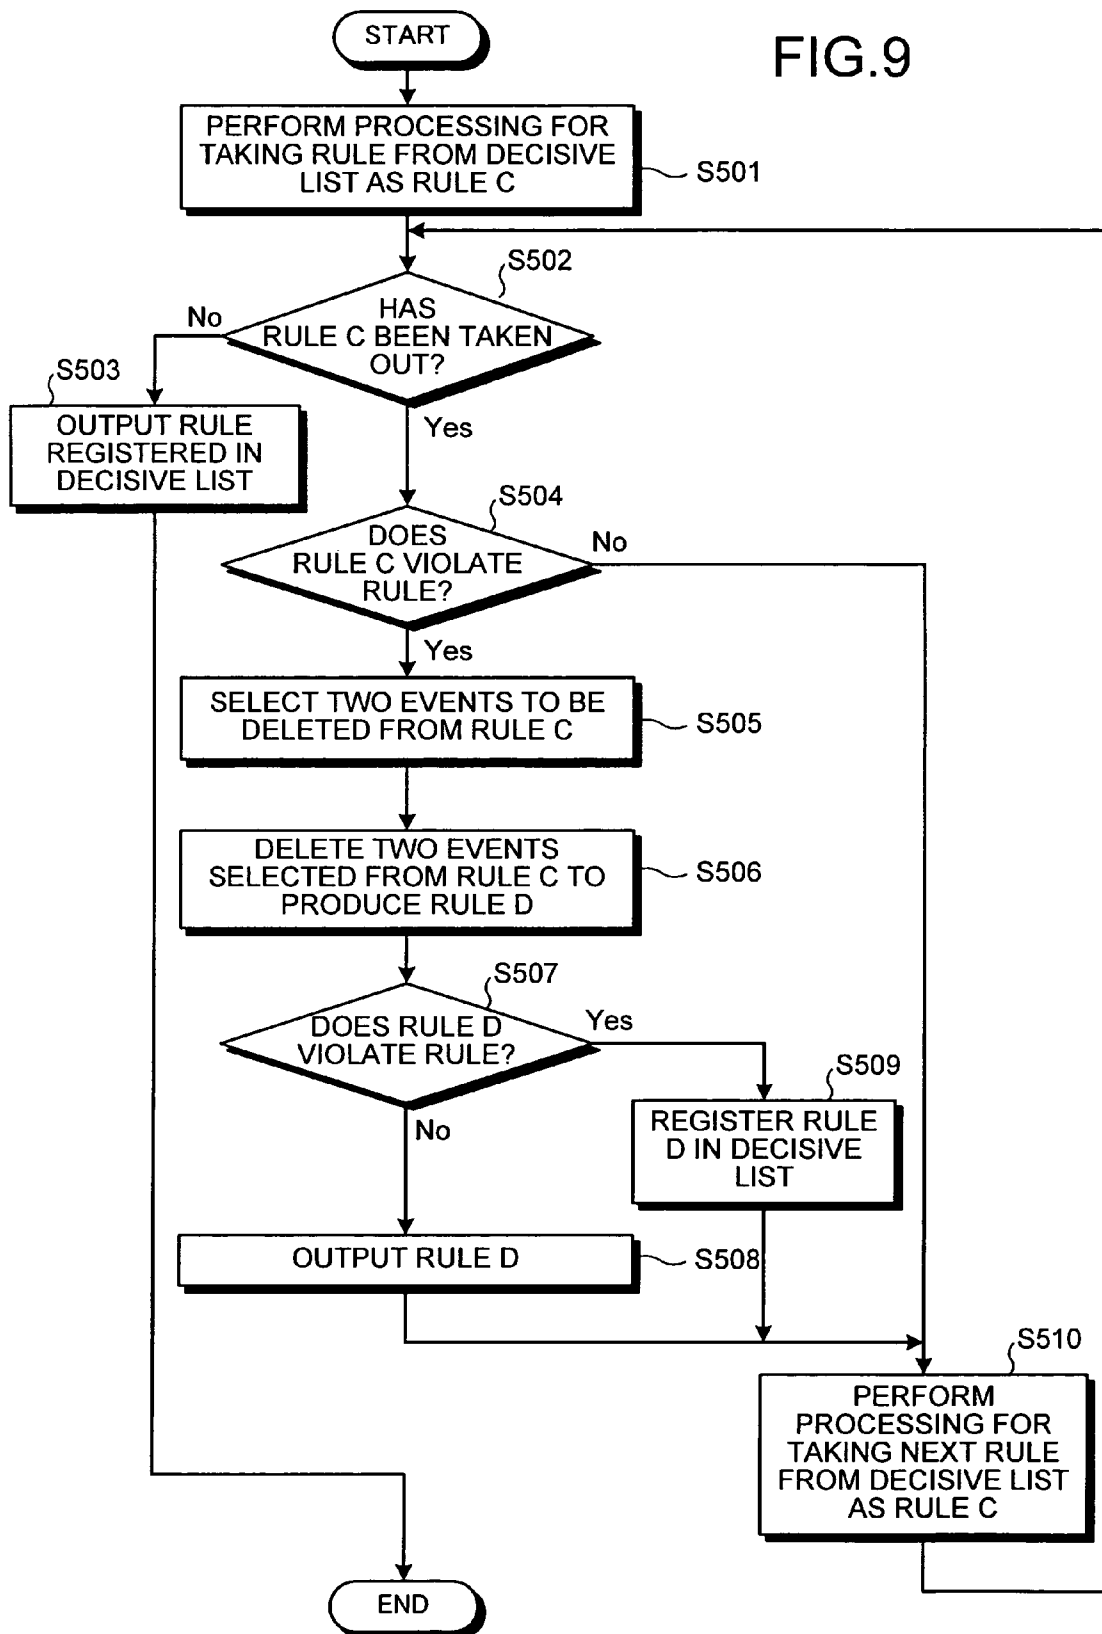 START
FIG.9
PERFORM PROCESSING FOR
TAKING RULE FROM DECISIVE
LIST AS RULE C
S501
S502
HAS
RULE C BEEN TAKEN
OUT?
No
Yes
S503
OUTPUT RULE
REGISTERED IN
DECISIVE LIST
S504
DOES
RULE C VIOLATE
RULE?
No
Yes
SELECT TWO EVENTS TO BE
DELETED FROM RULE C
S505
DELETE TWO EVENTS
SELECTED FROM RULE C TO
PRODUCE RULE D
S506
S507
DOES RULE D
VIOLATE RULE?
Yes
No
S509
REGISTER RULE
D IN DECISIVE
LIST
OUTPUT RULE D
S508
S510
PERFORM
PROCESSING FOR
TAKING NEXT RULE
FROM DECISIVE LIST
AS RULE C
END